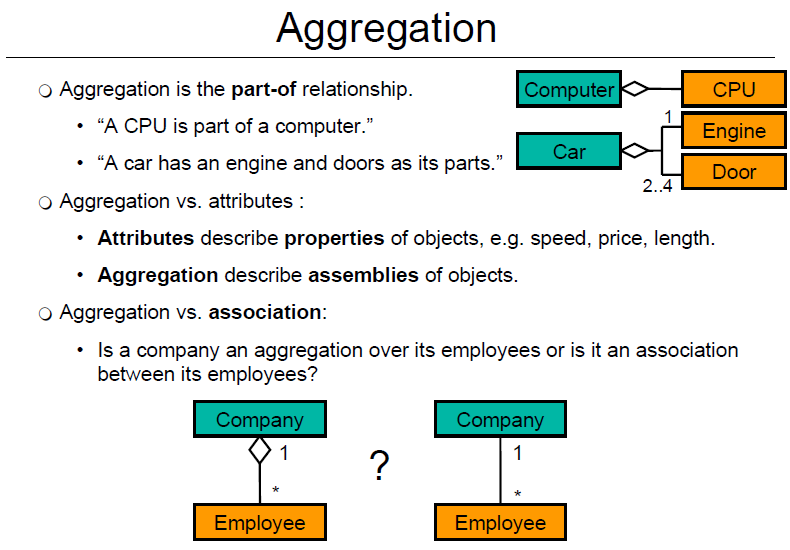 Aggregation
Aggregation is the part-of relationship.
• “A CPU is part of a computer.”
• “A car has an engine and doors as its parts.”
Computer
CPU
Car
1
Engine
Door
2..4
Aggregation vs. attributes :
• Attributes describe properties of objects, e.g. speed, price, length.
• Aggregation describe assemblies of objects.
Aggregation vs. association:
• Is a company an aggregation over its employees or is it an association
between its employees?
Company
1
*
Employee
?
Company
1
*
Employee